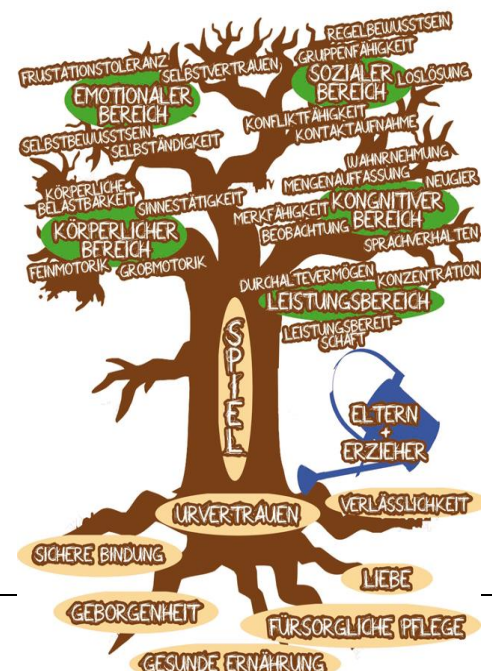 REGELBEWUSSTSEIN
GRUPPENFÄHIGKEIT
SOZIALER
BEREICH
LOSLÖSUNG
KONFLIKTFÄHIGKEIT
KONTAKTAUFNAHME
FRUSTATIONSTOLERANZ
SELBSTVERTRAUEN
EMOTIONALER
BEREICH
SELBSTBEWUSSTSEIN
SELBSTÄNDIGKEIT
WAHRNEHMUNG
MENGENAUFFASSUNG
NEUGIER
MERKFÄHIGKEIT
KONGNITIVER
BEREICH
BEOBACHTUNG
SPRACHVERHALTEN
KÖRPERLICHE
BELASTBARKEIT
SINNESTÄTIGKEIT
KÖRPERLICHER
BEREICH
FEINMOTORIK
GROBMOTORIK
DURCHALTEVERMÖGEN
KONZENTRATION
LEISTUNGSBEREICH
LEISTUNGSBEREIT-
SCHAFT
SPIEL
ELTERN
+
ERZIEHER
URVERTRAUEN
VERLÄSSLICHKEIT
SICHERE BINDUNG
LIEBE
GEBORGENHEIT
FÜRSORGLICHE PFLEGE
GESUNDE ERNÄHRUNG